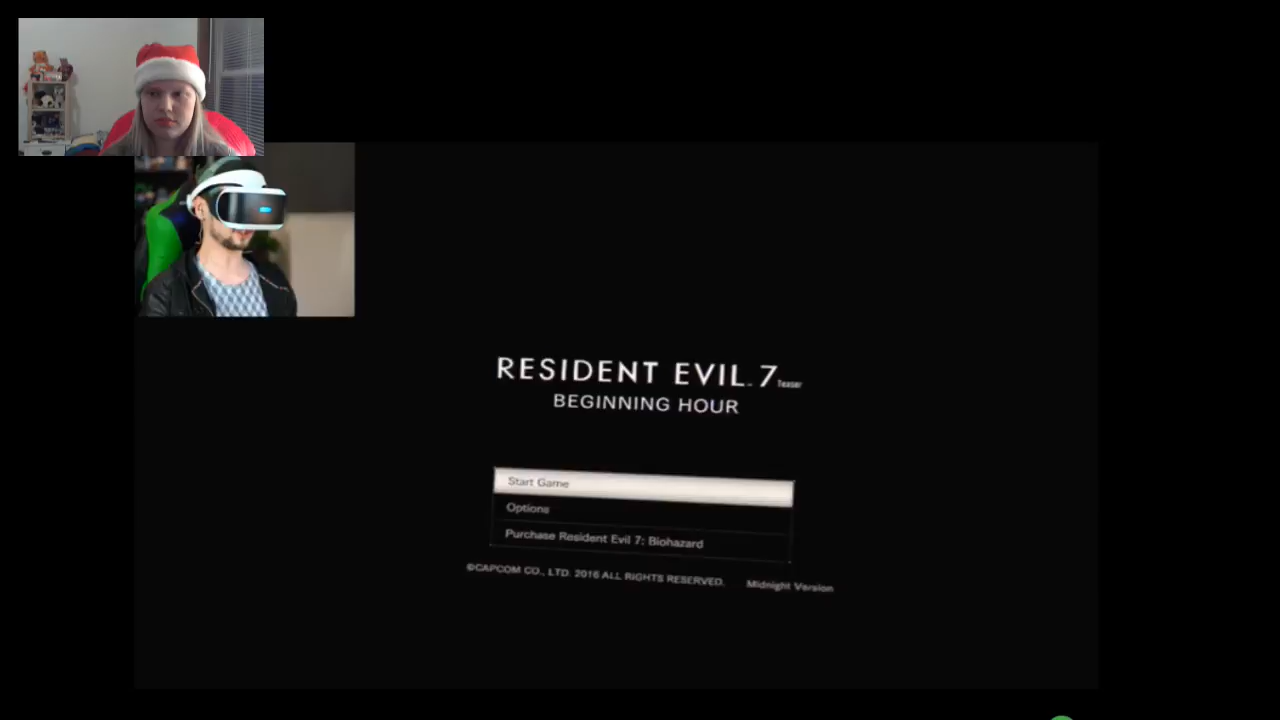 RESIDENT EVIL 7 Teaser
BEGINNING HOUR
Start Game
Options
Purchase Resident Evil 7: Biohazard
©CAPCOM CO., LTD. 2016 ALL RIGHTS RESERVED. Midnight Version